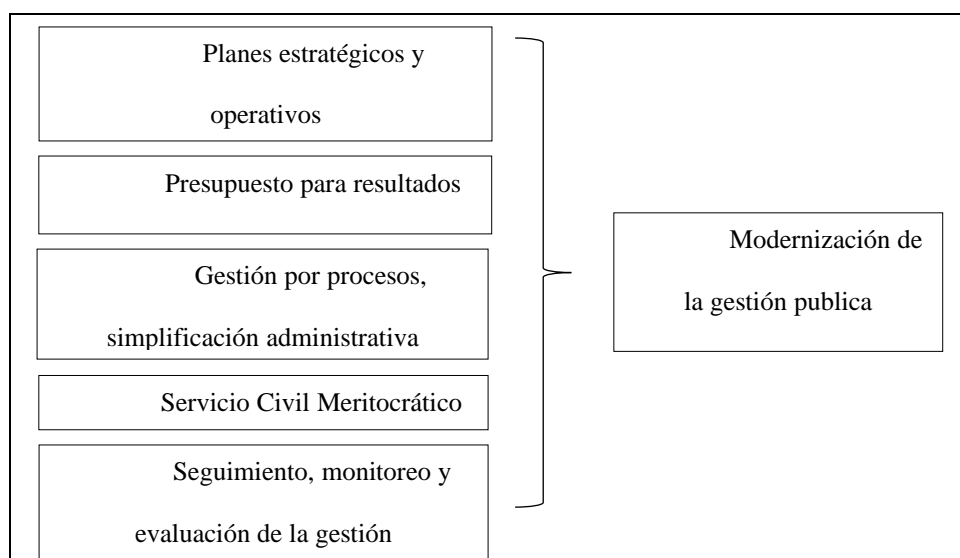 Planes estratégicos y
operativos
Presupuesto para resultados
Gestión por procesos,
simplificación administrativa
Servicio Civil Meritocrático
Seguimiento, monitoreo y
evaluación de la gestión
Modernización de
la gestión publica